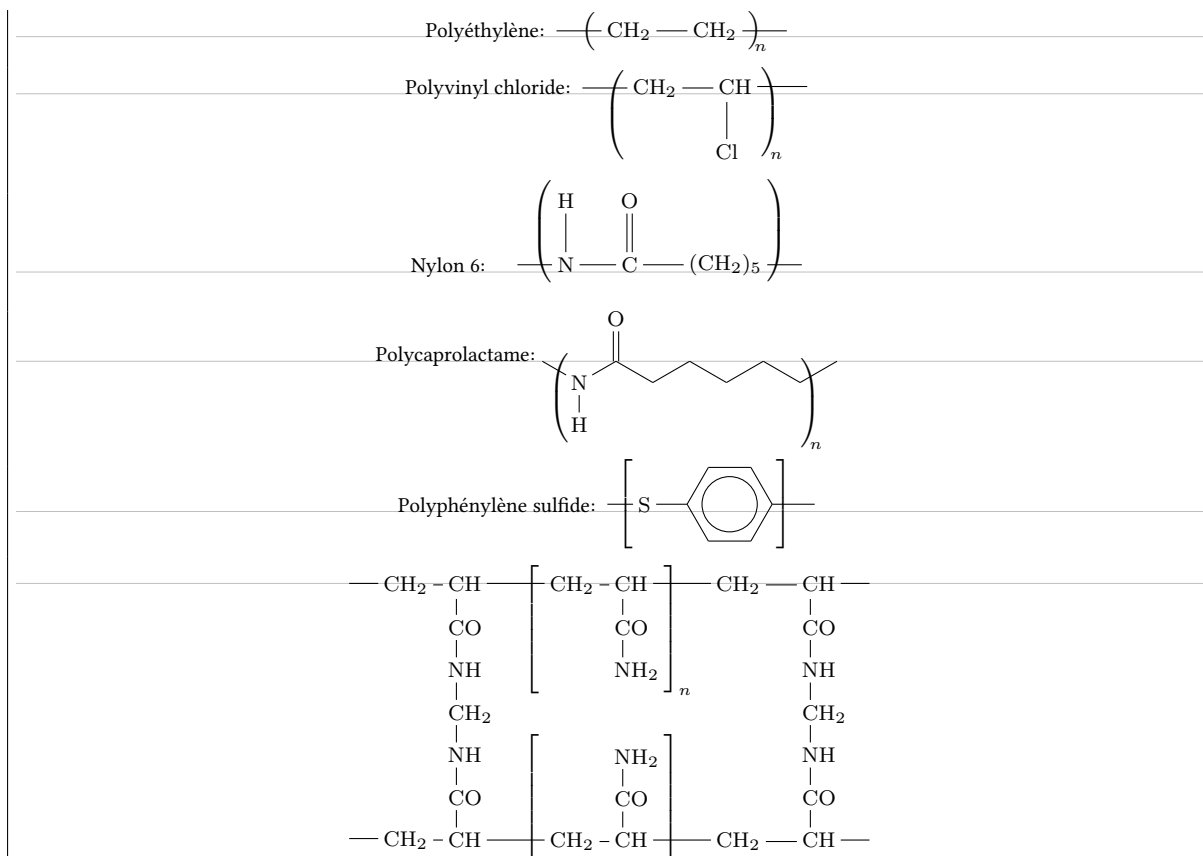 Polyéthylène: ( CH₂ — CH₂ )n
Polyvinyl chloride: ( CH₂ — CH )n
Cl
H O
Nylon 6: ( N — C — (CH₂)₅ )
O
Polycaprolactame: ( N )n
H
Polyphénylène sulfide: [ S ]
CH₂ – CH [ CH₂ – CH ] CH₂ — CH
CO CO CO
NH NH₂ n NH
CH₂ CH₂
NH NH₂ NH
CO CO CO
CH₂ – CH [ CH₂ – CH ] CH₂ — CH